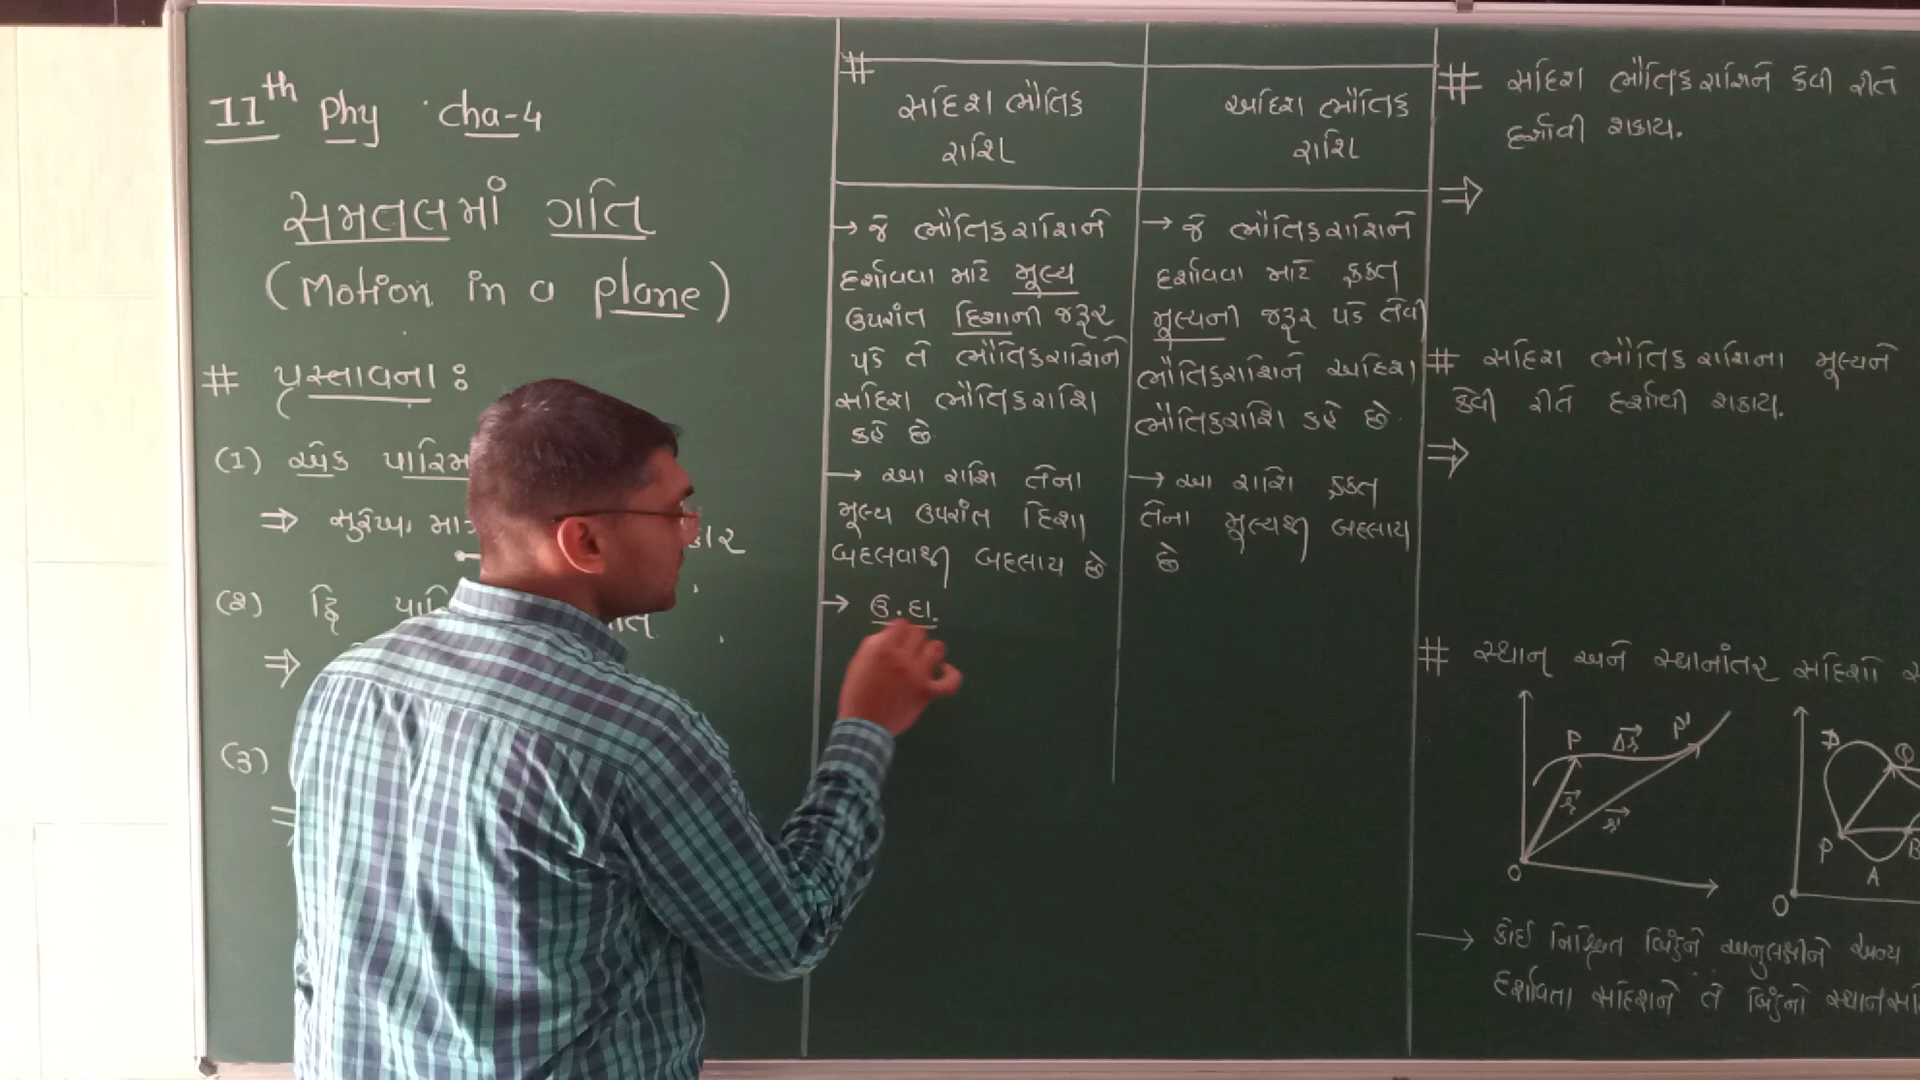 11th Phy cha-4
સમતલમાં ગતિ
(Motion in a plane)
# પ્રસ્તાવના :
(1) એક
⇒ સુરેખ માત્ર
(૨) દ્વિ
⇒
(૩)
#
સદિશ ભૌતિક
રાશિ
→ જે ભૌતિકરાશિને
દર્શાવવા માટે મૂલ્ય
ઉપરાંત દિશાની જરૂર
પડે તે ભૌતિકરાશિને
સદિશ ભૌતિકરાશિ
કહે છે.
→ આ રાશિ તેના
મૂલ્ય ઉપરાંત દિશા
બદલવાથી બદલાય છે
→ ઉ.દા.
અદિશ ભૌતિક
રાશિ
→ જે ભૌતિકરાશિને
દર્શાવવા માટે ફક્ત
મૂલ્યની જરૂર પડે તેવી
ભૌતિકરાશિને અદિશ
ભૌતિકરાશિ કહે છે.
→ આ રાશિ ફક્ત
તેના મૂલ્યથી બદલાય
છે
# સદિશ ભૌતિક રાશિને કેવી રીતે
દર્શાવી શકાય.
⇒
# સદિશ ભૌતિક રાશિના મૂલ્યને
કેવી રીતે દર્શાવી શકાય.
⇒
# સ્થાન અને સ્થાનાંતર સદિશો
P Δr P'
r r'
O
Q
P B
A
O
→ કોઈ નિશ્ચિત બિંદુને અનુલક્ષીને અન્ય
દર્શાવતા સદિશને તે બિંદુનો